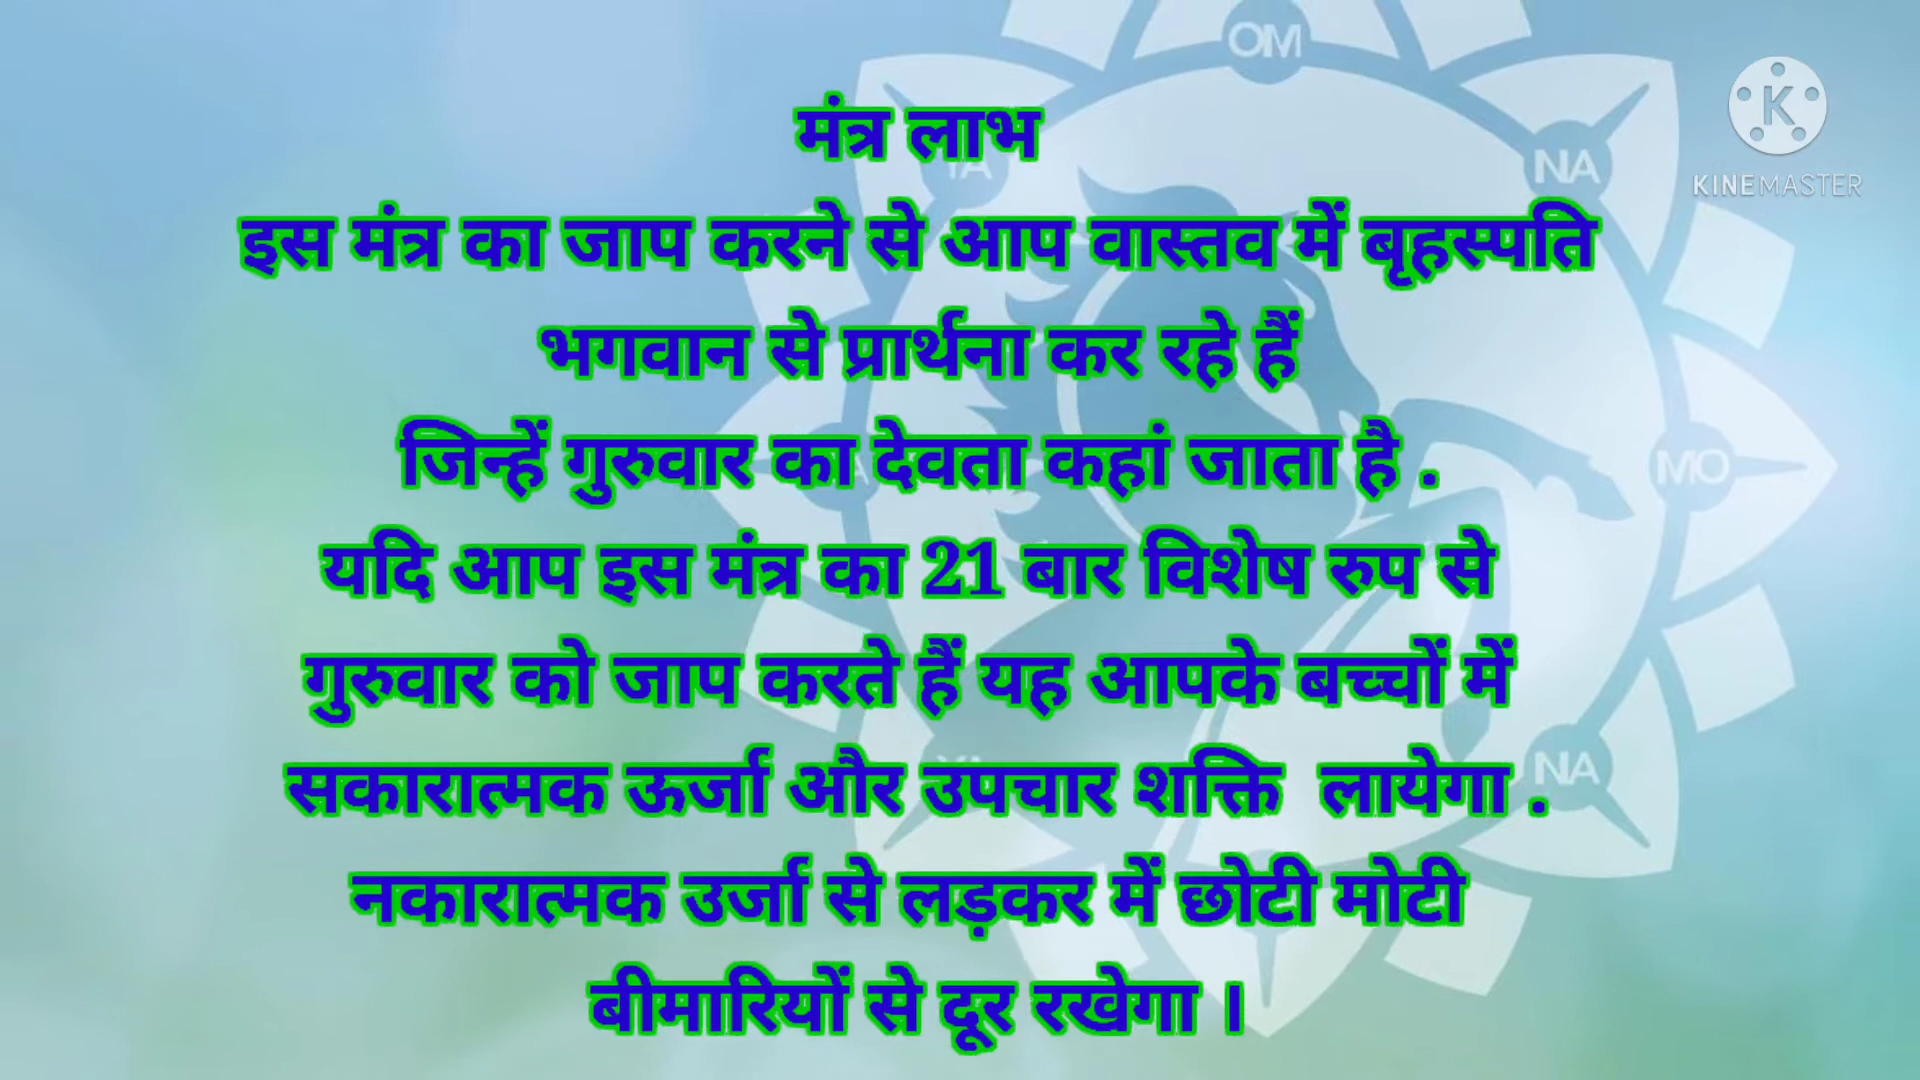 OM
NA
KINEMASTER
मंत्र लाभ
इस मंत्र का जाप करने से आप वास्तव में बृहस्पति
भगवान से प्रार्थना कर रहे हैं
MO
जिन्हें गुरुवार का देवता कहां जाता है .
यदि आप इस मंत्र का 21 बार विशेष रुप से
गुरुवार को जाप करते हैं यह आपके बच्चों में
सकारात्मक ऊर्जा और उपचार शक्ति लायेगा .
NA
नकारात्मक उर्जा से लड़कर में छोटी मोटी
बीमारियों से दूर रखेगा ।